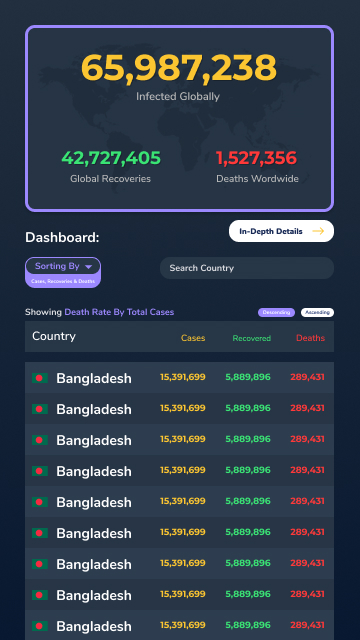 65,987,238
Infected Globally
42,727,405 1,527,356
Global Recoveries Deaths Wordwide
In-Depth Details
Dashboard:
Sorting By
Search Country
Cases, Recoveries & Deaths
Showing Death Rate By Total Cases Descending Ascending
Country Cases Recovered Deaths
Bangladesh 15,391,699 5,889,896 289,431
Bangladesh 15,391,699 5,889,896 289,431
Bangladesh 15,391,699 5,889,896 289,431
Bangladesh 15,391,699 5,889,896 289,431
Bangladesh 15,391,699 5,889,896 289,431
Bangladesh 15,391,699 5,889,896 289,431
Bangladesh 15,391,699 5,889,896 289,431
Bangladesh 15,391,699 5,889,896 289,431
Bangladesh 15,391,699 5,889,896 289,431